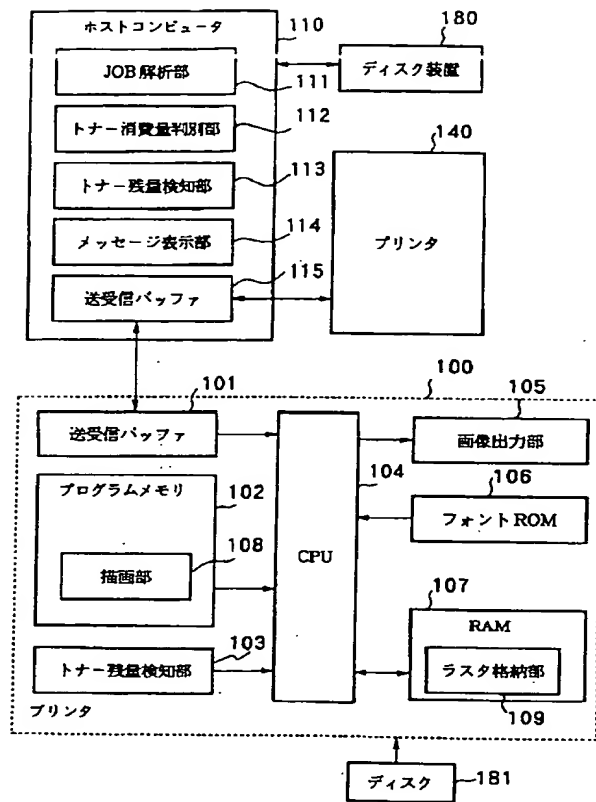 ホストコンピュータ
110
180
JOB 解析部
ディスク装置
111
トナー消費量判別部
112
140
トナー残量検知部
113
メッセージ表示部
114
プリンタ
送受信バッファ
115
100
101
105
送受信バッファ
画像出力部
プログラムメモリ
102
104
106
フォント ROM
CPU
108
描画部
107
RAM
103
トナー残量検知部
ラスタ格納部
109
プリンタ
ディスク
181